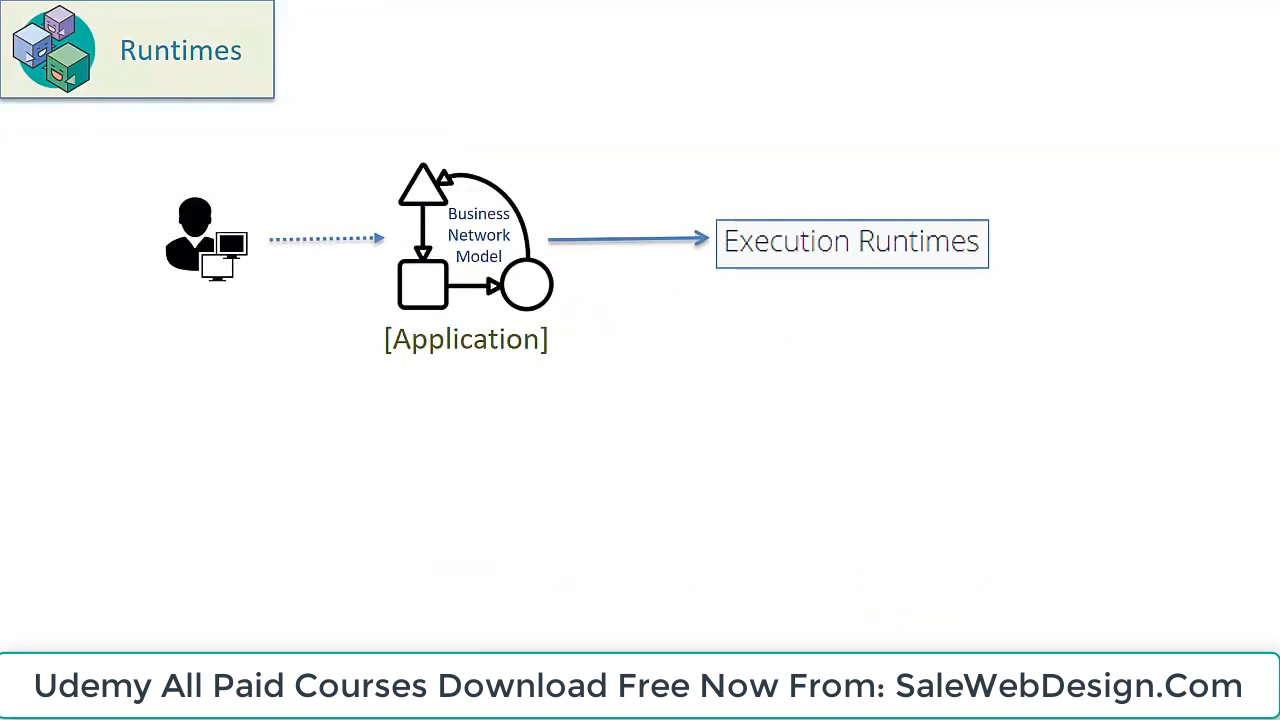 Runtimes
Business
Network
Model
[Application]
Execution Runtimes
Udemy All Paid Courses Download Free Now From: SaleWebDesign.Com